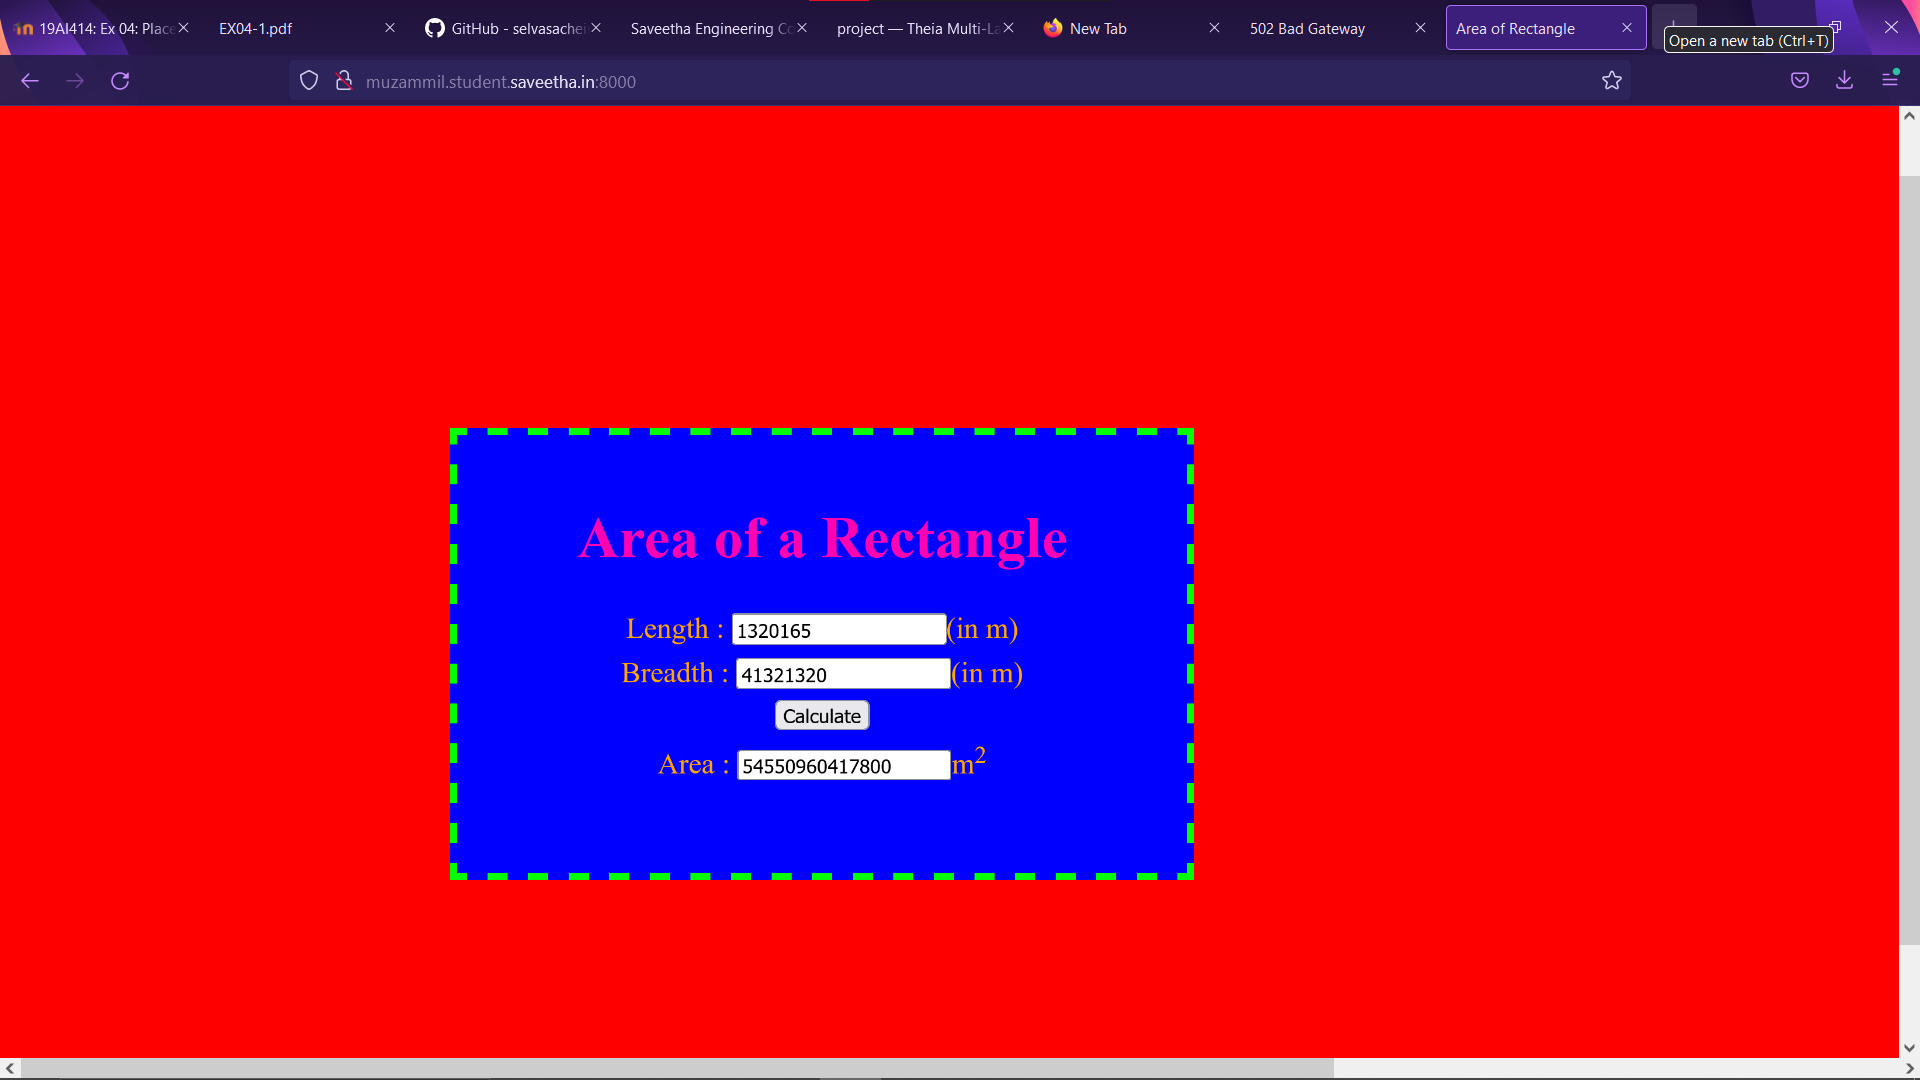 19AI414: Ex 04: Place
EX04-1.pdf
GitHub - selvasachei
Saveetha Engineering Co
project — Theia Multi-La
New Tab
502 Bad Gateway
Area of Rectangle
Open a new tab (Ctrl+T)
muzammil.student.saveetha.in:8000
Area of a Rectangle
Length : 1320165 (in m)
Breadth : 41321320 (in m)
Calculate
Area : 54550960417800 m²